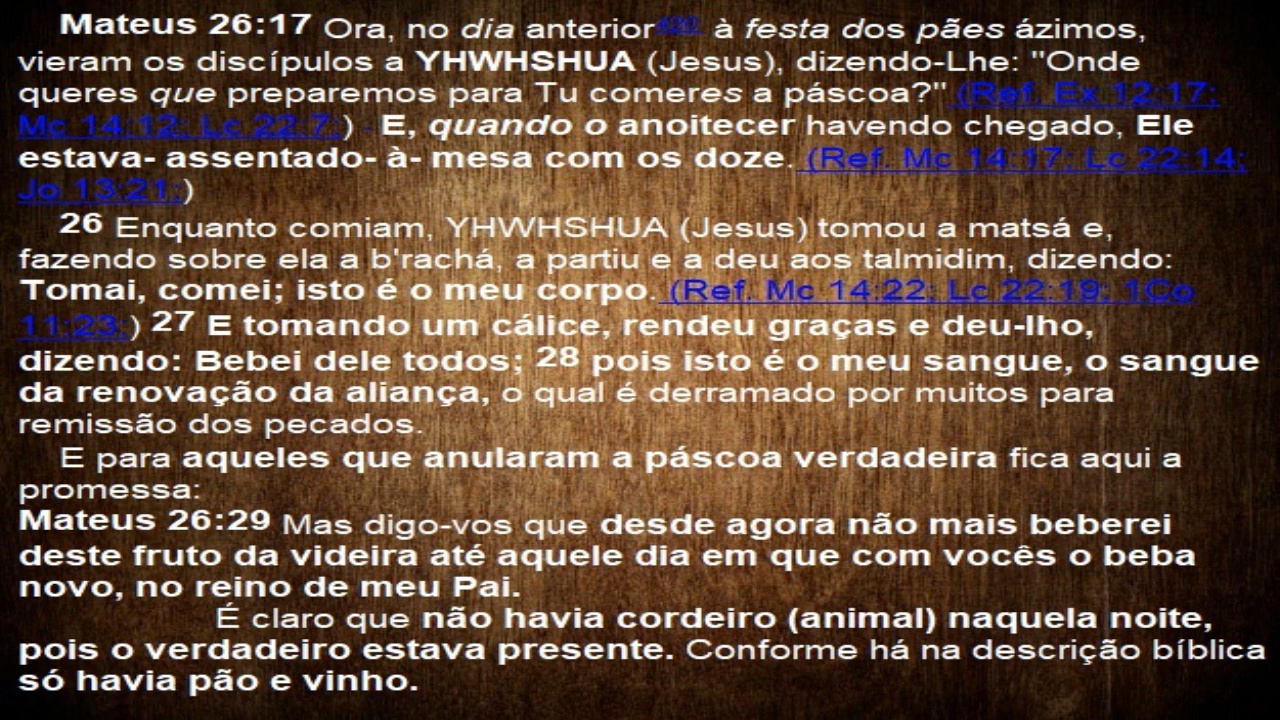 Mateus 26:17 Ora, no dia anterior420 à festa dos pães ázimos,
vieram os discípulos a YHWHSHUA (Jesus), dizendo-Lhe: "Onde
queres que preparemos para Tu comeres a páscoa?" (Ref. Ex 12:17;
Mc 14:12; Lc 22:7;) - E, quando o anoitecer havendo chegado, Ele
estava- assentado- à- mesa com os doze. (Ref. Mc 14:17; Lc 22:14;
Jo 13:21;)
26 Enquanto comiam, YHWHSHUA (Jesus) tomou a matsá e,
fazendo sobre ela a b'rachá, a partiu e a deu aos talmidim, dizendo:
Tomai, comei; isto é o meu corpo. (Ref. Mc 14:22; Lc 22:19; 1Co
11:23;) 27 E tomando um cálice, rendeu graças e deu-lho,
dizendo: Bebei dele todos; 28 pois isto é o meu sangue, o sangue
da renovação da aliança, o qual é derramado por muitos para
remissão dos pecados.
E para aqueles que anularam a páscoa verdadeira fica aqui a
promessa:
Mateus 26:29 Mas digo-vos que desde agora não mais beberei
deste fruto da videira até aquele dia em que com vocês o beba
novo, no reino de meu Pai.
É claro que não havia cordeiro (animal) naquela noite,
pois o verdadeiro estava presente. Conforme há na descrição bíblica
só havia pão e vinho.